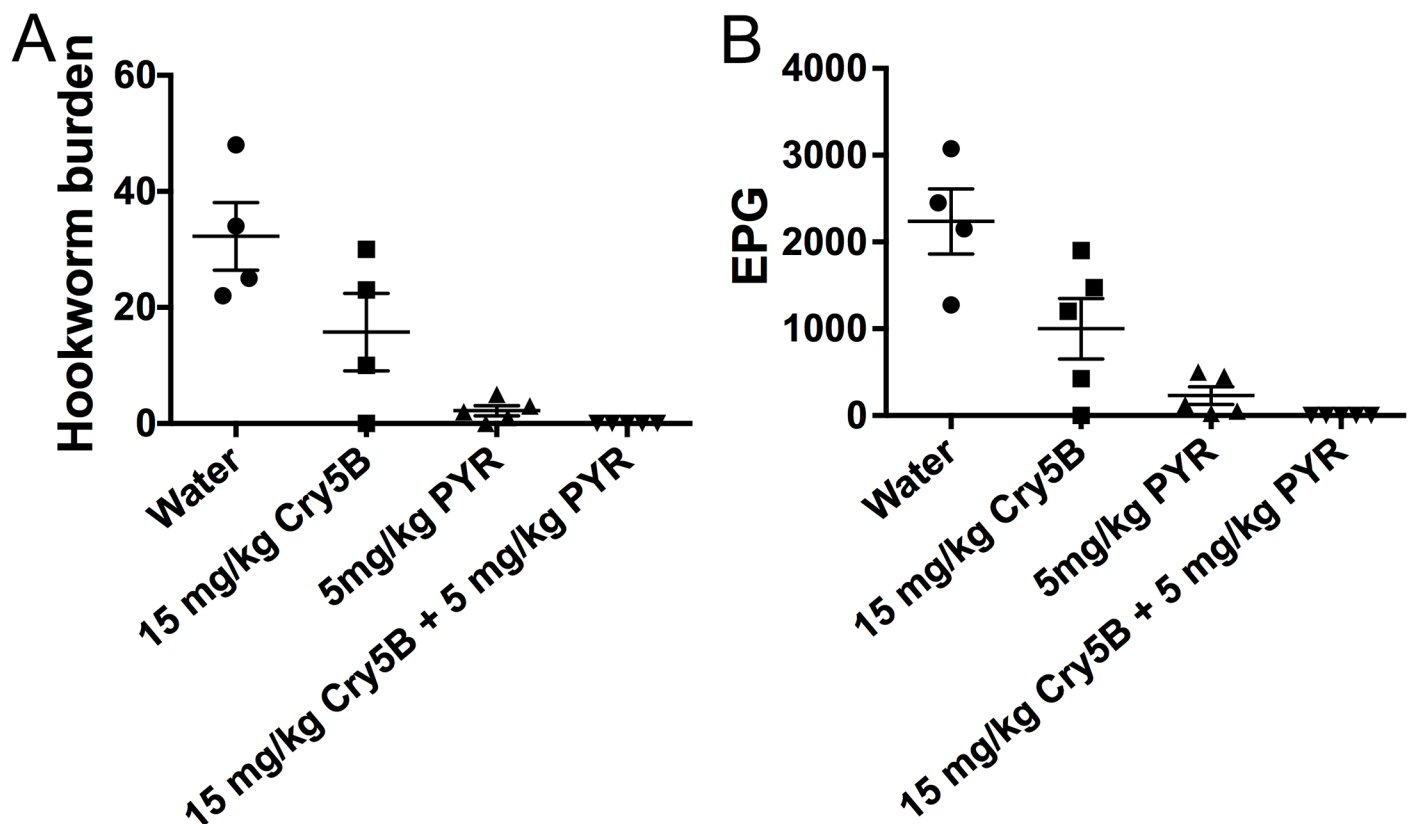 A
Hookworm burden
60
40
20
0
Water
15 mg/kg Cry5B
5mg/kg PYR
15 mg/kg Cry5B + 5 mg/kg PYR
B
EPG
4000
3000
2000
1000
0
Water
15 mg/kg Cry5B
5mg/kg PYR
15 mg/kg Cry5B + 5 mg/kg PYR